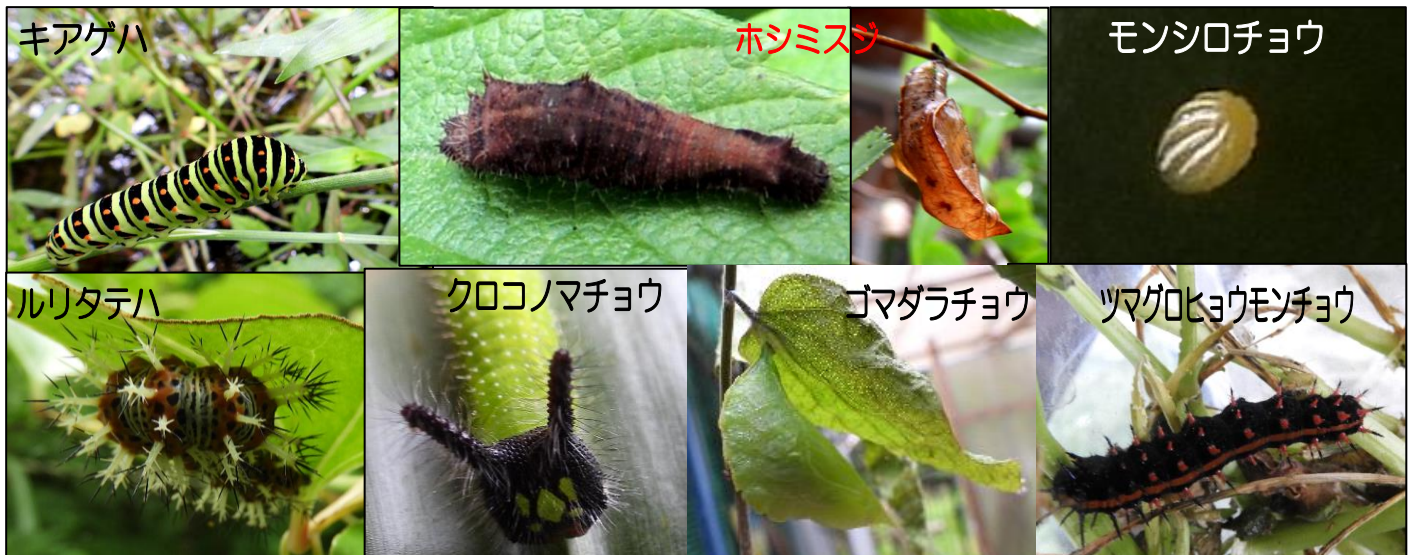 キアゲハ
ホシミスジ
モンシロチョウ
ルリタテハ
クロコノマチョウ
ゴマダラチョウ
ツマグロヒョウモンチョウ